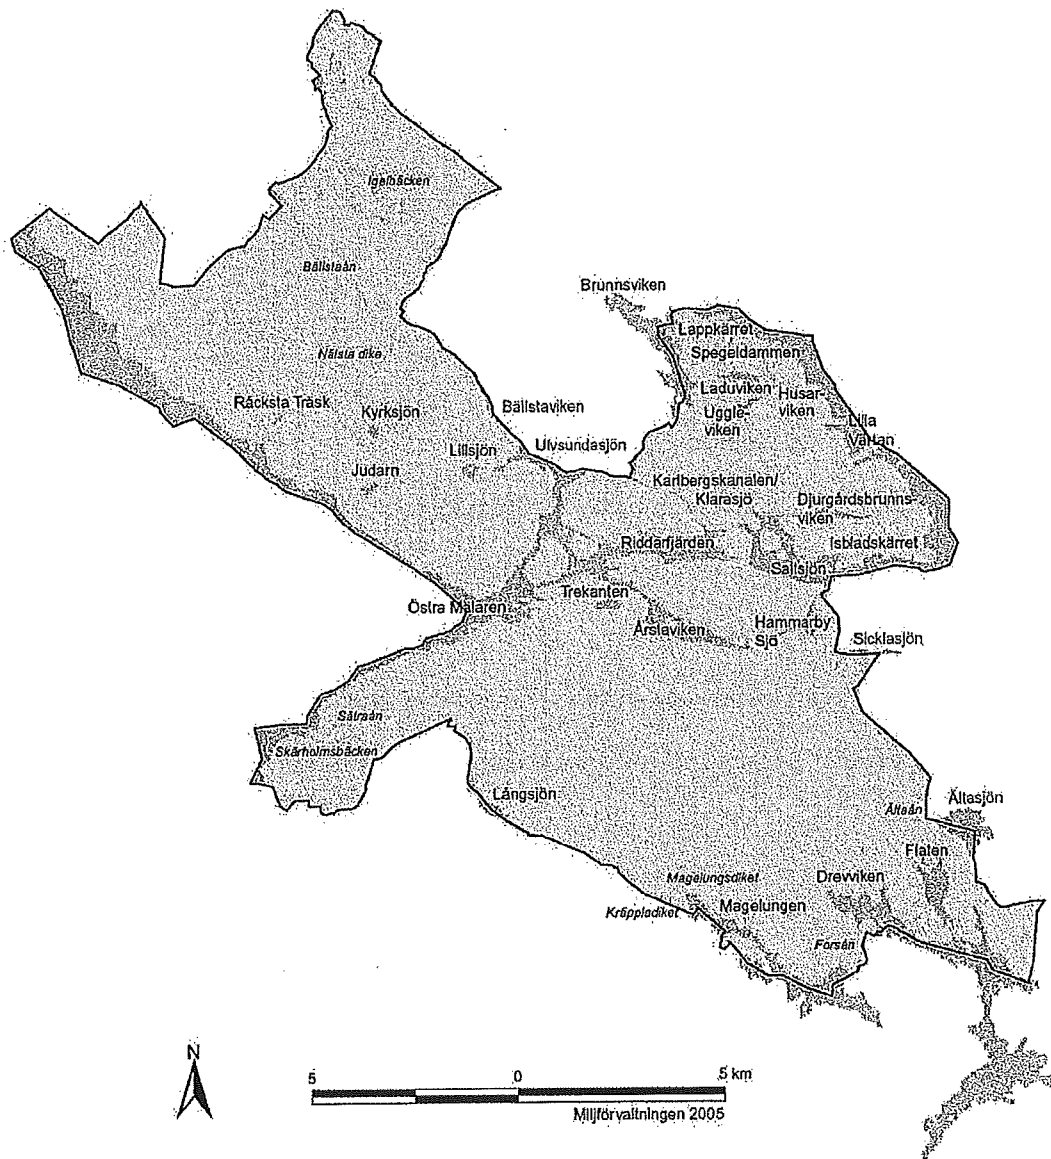 Igelbäcken
Bällstaån
Brunnsviken
Lappkärret
Spegeldammen
Nälsta dike
Laduviken
Husar-
viken
Uggle-
viken
Råcksta Träsk
Kyrksjön
Bällstaviken
Lilla
Värtan
Ulvsundasjön
Lillsjön
Judarn
Karlbergskanalen/
Klarasjö
Djurgårdsbrunns-
viken
Riddarfjärden
Isbladskärret
Saltsjön
Trekanten
Östra Mälaren
Årstaviken
Hammarby
Sjö
Sicklasjön
Sätraån
Skärholmsbäcken
Långsjön
Ältasjön
Ältaån
Flaten
Magelungsdiket
Drevviken
Kräppladiket
Magelungen
Forsån
N
5 0 5 km
Miljförvaltningen 2005